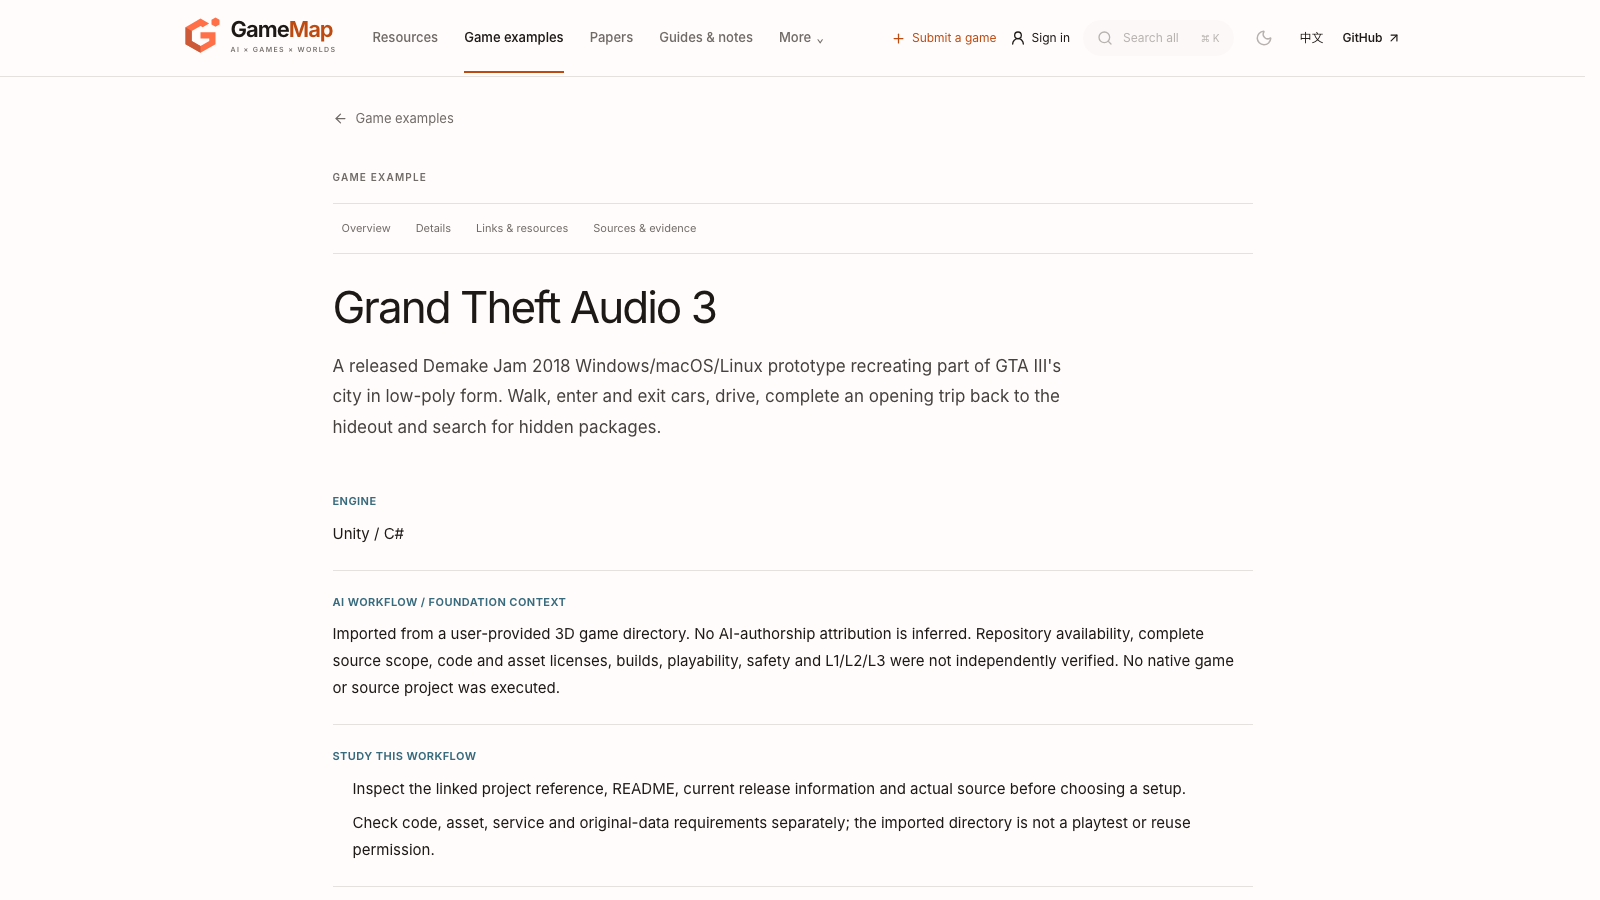 GameMap
AI × GAMES × WORLDS
Resources
Game examples
Papers
Guides & notes
More
Submit a game
Sign in
Search all
⌘ K
中文
GitHub
Game examples
GAME EXAMPLE
Overview
Details
Links & resources
Sources & evidence
Grand Theft Audio 3
A released Demake Jam 2018 Windows/macOS/Linux prototype recreating part of GTA III's
city in low-poly form. Walk, enter and exit cars, drive, complete an opening trip back to the
hideout and search for hidden packages.
ENGINE
Unity / C#
AI WORKFLOW / FOUNDATION CONTEXT
Imported from a user-provided 3D game directory. No AI-authorship attribution is inferred. Repository availability, complete
source scope, code and asset licenses, builds, playability, safety and L1/L2/L3 were not independently verified. No native game
or source project was executed.
STUDY THIS WORKFLOW
Inspect the linked project reference, README, current release information and actual source before choosing a setup.
Check code, asset, service and original-data requirements separately; the imported directory is not a playtest or reuse
permission.